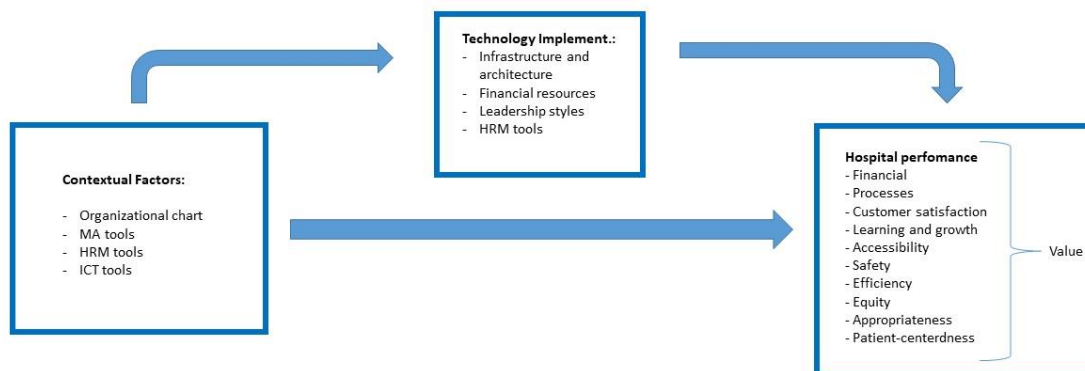 Technology Implement.:
- Infrastructure and
architecture
- Financial resources
- Leadership styles
- HRM tools
Contextual Factors:
- Organizational chart
- MA tools
- HRM tools
- ICT tools
Hospital perfomance
- Financial
- Processes
- Customer satisfaction
- Learning and growth
- Accessibility
- Safety
- Efficiency
- Equity
- Appropriateness
- Patient-centerdness
Value